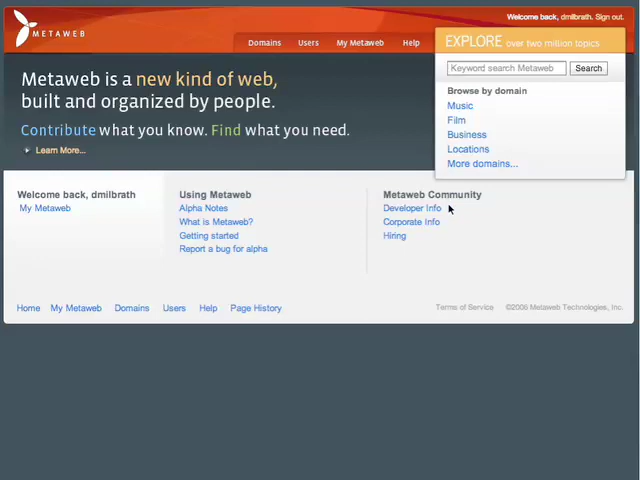 Welcome back, dmilbrath. Sign out.
METAWEB
Domains Users My Metaweb Help
EXPLORE over two million topics
Keyword search Metaweb Search
Browse by domain
Music
Film
Business
Locations
More domains...
Metaweb is a new kind of web,
built and organized by people.
Contribute what you know. Find what you need.
Learn More...
Welcome back, dmilbrath
My Metaweb
Using Metaweb
Alpha Notes
What is Metaweb?
Getting started
Report a bug for alpha
Metaweb Community
Developer Info
Corporate Info
Hiring
Home My Metaweb Domains Users Help Page History
Terms of Service ©2006 Metaweb Technologies, Inc.